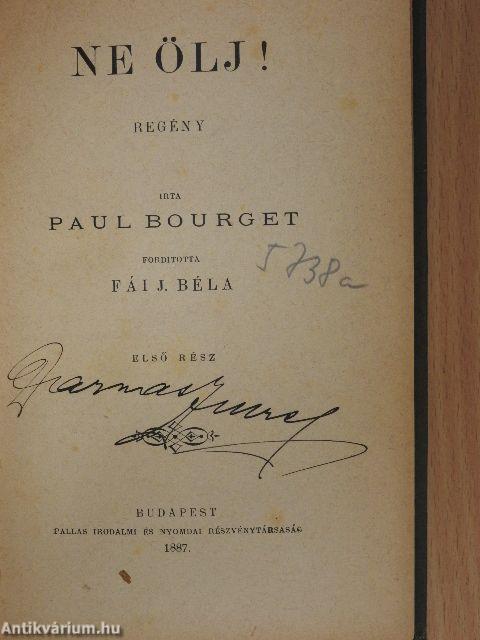 NE ÖLJ!
REGÉNY
IRTA
PAUL BOURGET
FORDITOTTA
FÁI J. BÉLA
5738a
ELSŐ RÉSZ
BUDAPEST
PALLAS IRODALMI ÉS NYOMDAI RÉSZVÉNYTÁRSASÁG
1887.
Antikvárium.hu